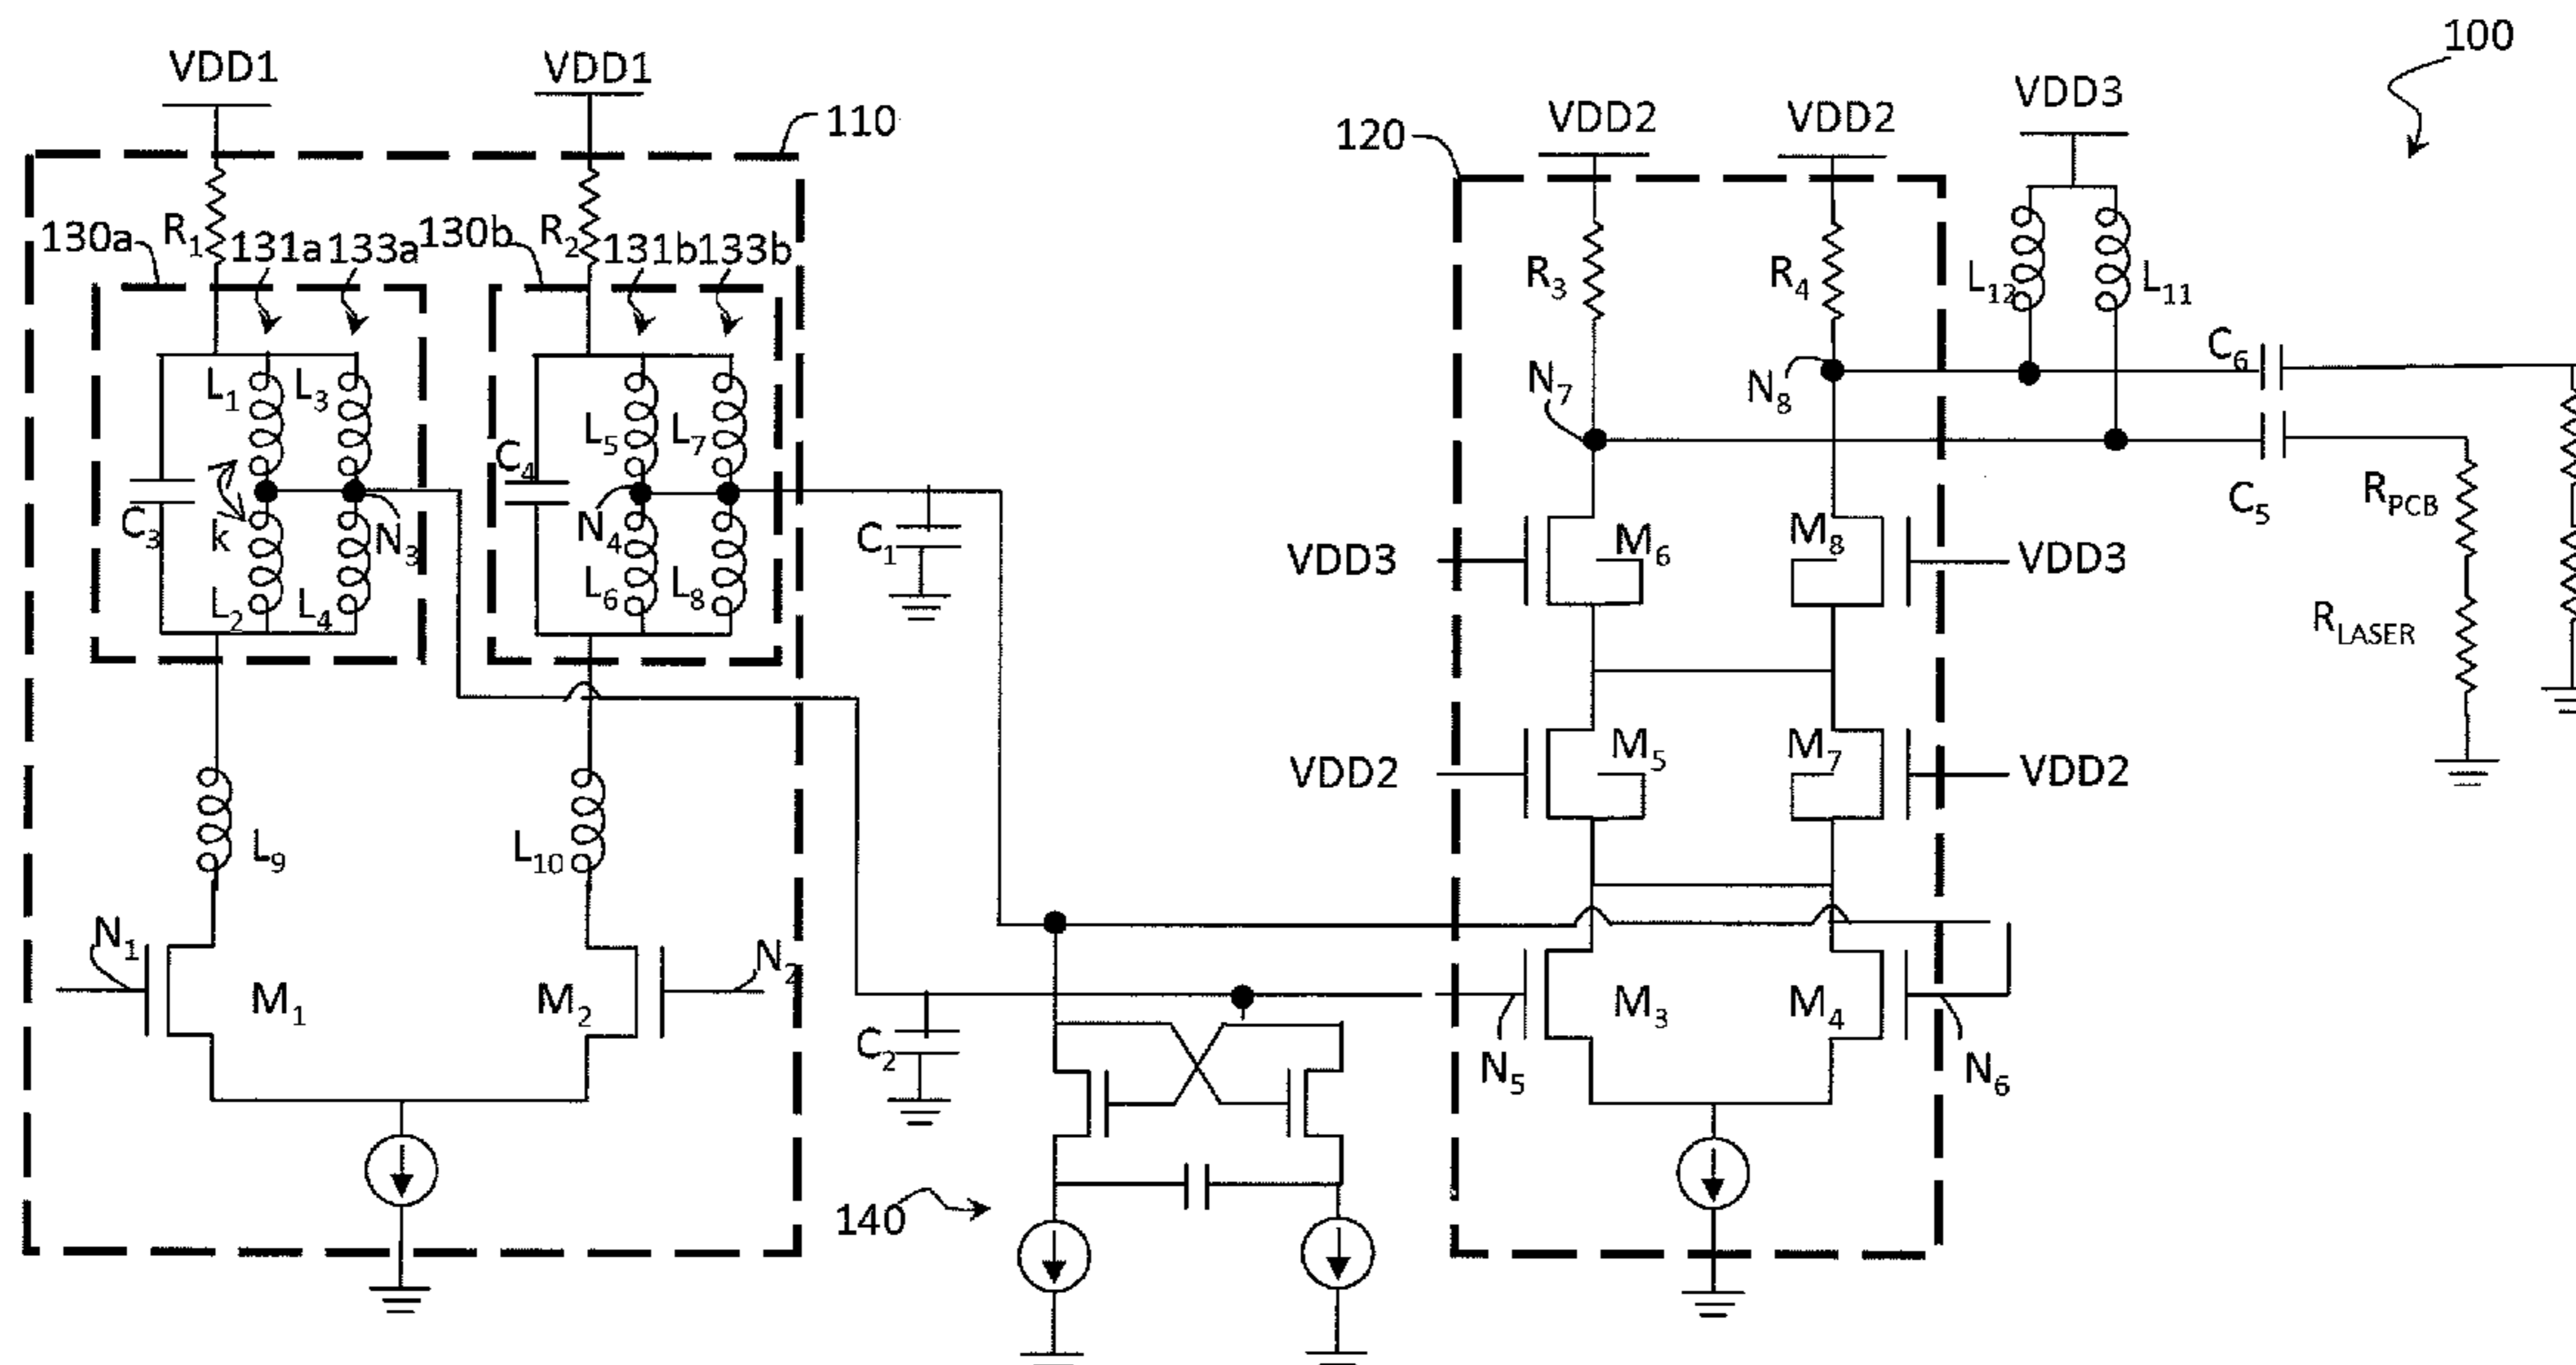 100
VDD1 VDD1 110
VDD2 VDD2 VDD3
120
R1 R2
130a 131a 133a 130b 131b 133b
R3 R4
L12 L11
L1 L3 L5 L7
C3 k N3 C4 N4
L2 L4 L6 L8
C1
N7 N8
C6
C5
RPCB
RLASER
VDD3 M6 M8 VDD3
VDD2 M5 M7 VDD2
L9 L10
N1 M1 M2 N2
C2
M3 M4
N5 N6
140